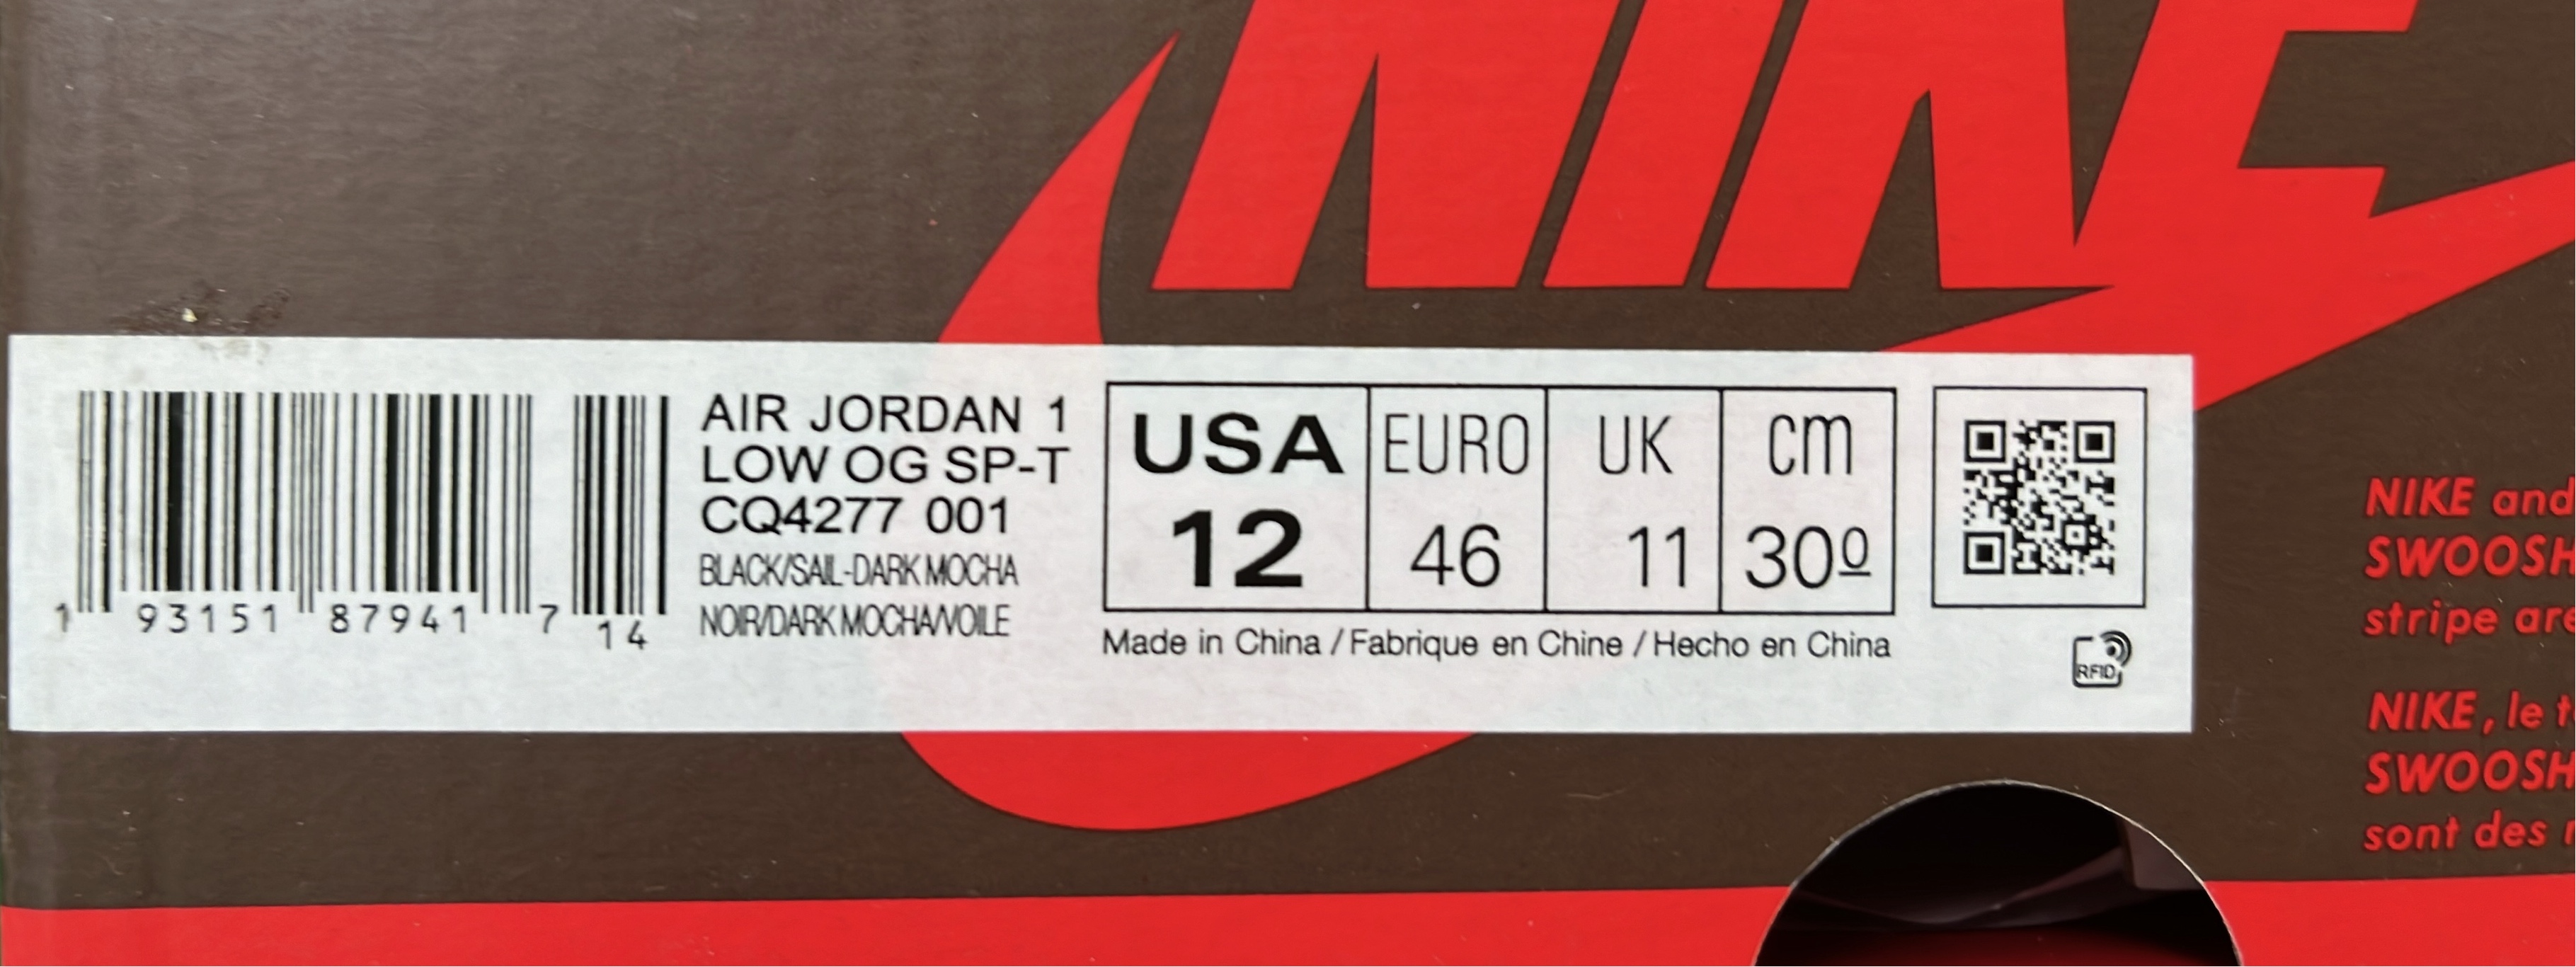 NIKE
1 93151 87941 7 14
AIR JORDAN 1
LOW OG SP-T
CQ4277 001
BLACK/SAIL-DARK MOCHA
NOIR/DARK MOCHA/VOILE
USA EURO UK cm
12 46 11 30º
Made in China / Fabrique en Chine / Hecho en China
RFID
NIKE and
SWOOSH
stripe are
NIKE, le
SWOOSH
sont des